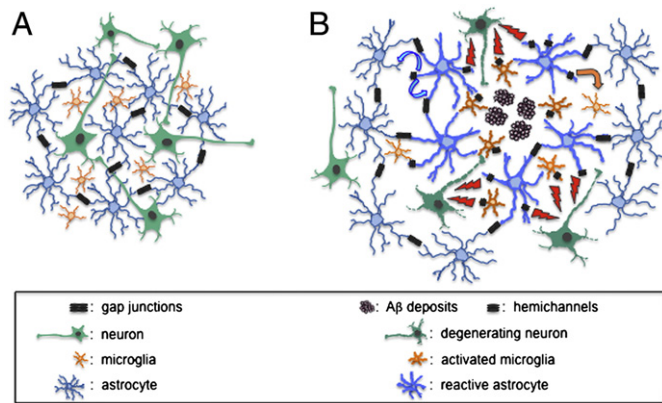 A
B
: gap junctions
: Aβ deposits
: hemichannels
: neuron
: degenerating neuron
: microglia
: activated microglia
: astrocyte
: reactive astrocyte